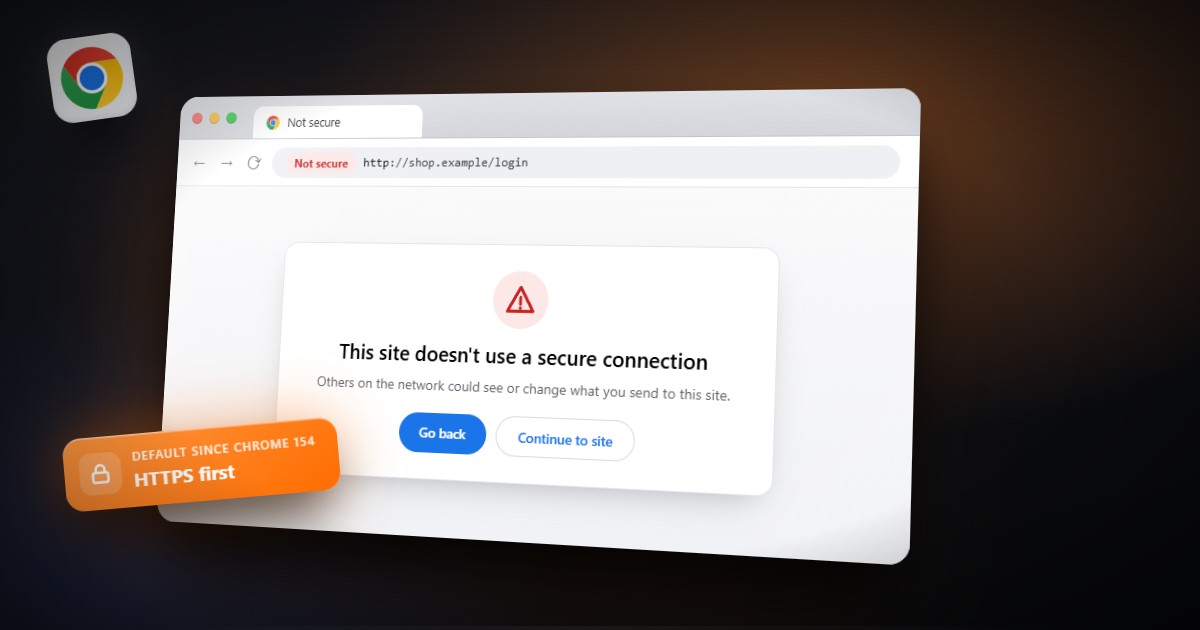 Not secure
Not secure http://shop.example/login
This site doesn't use a secure connection
Others on the network could see or change what you send to this site.
Go back Continue to site
DEFAULT SINCE CHROME 154
HTTPS first